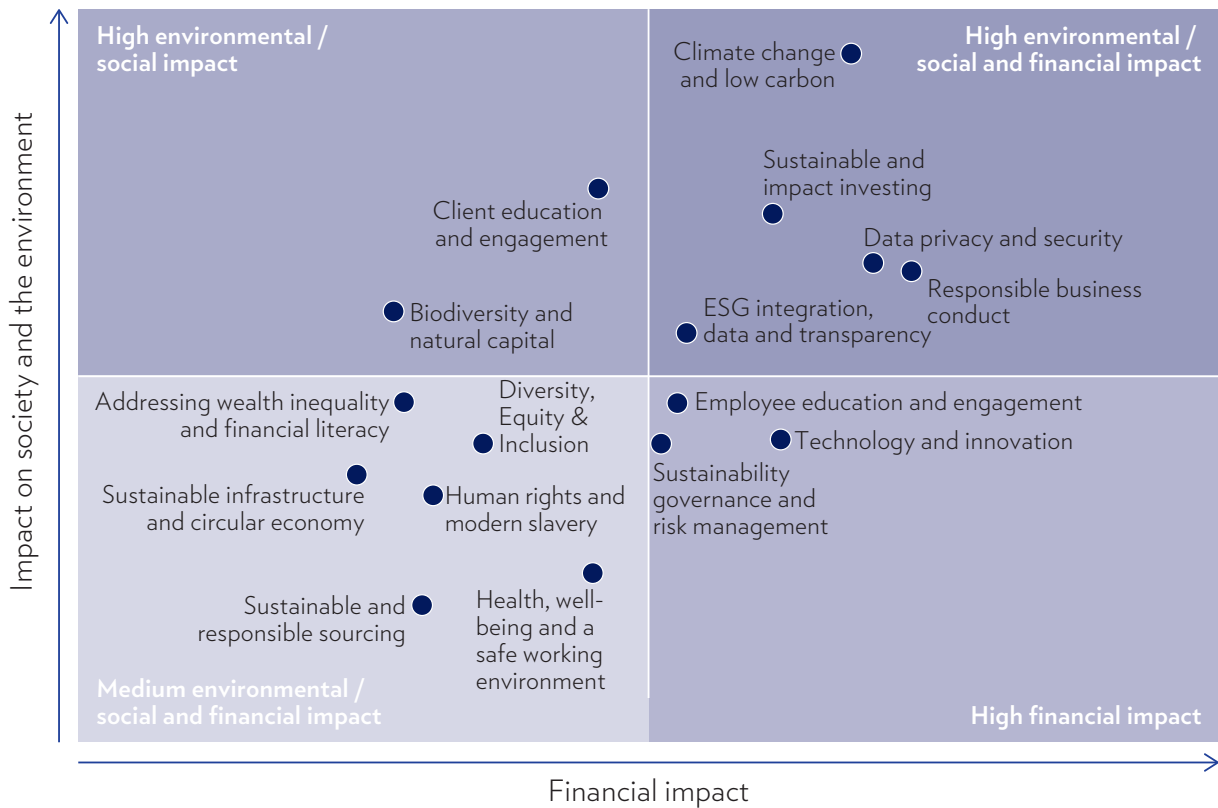 High environmental /
social impact
Climate change
and low carbon
High environmental /
social and financial impact
Sustainable and
impact investing
Client education
and engagement
Data privacy and security
Responsible business
conduct
ESG integration,
data and transparency
Biodiversity and
natural capital
Addressing wealth inequality
and financial literacy
Diversity,
Equity &
Inclusion
Employee education and engagement
Technology and innovation
Sustainable infrastructure
and circular economy
Human rights and
modern slavery
Sustainability
governance and
risk management
Sustainable and
responsible sourcing
Health, well-
being and a
safe working
environment
Medium environmental /
social and financial impact
High financial impact
Impact on society and the environment
Financial impact